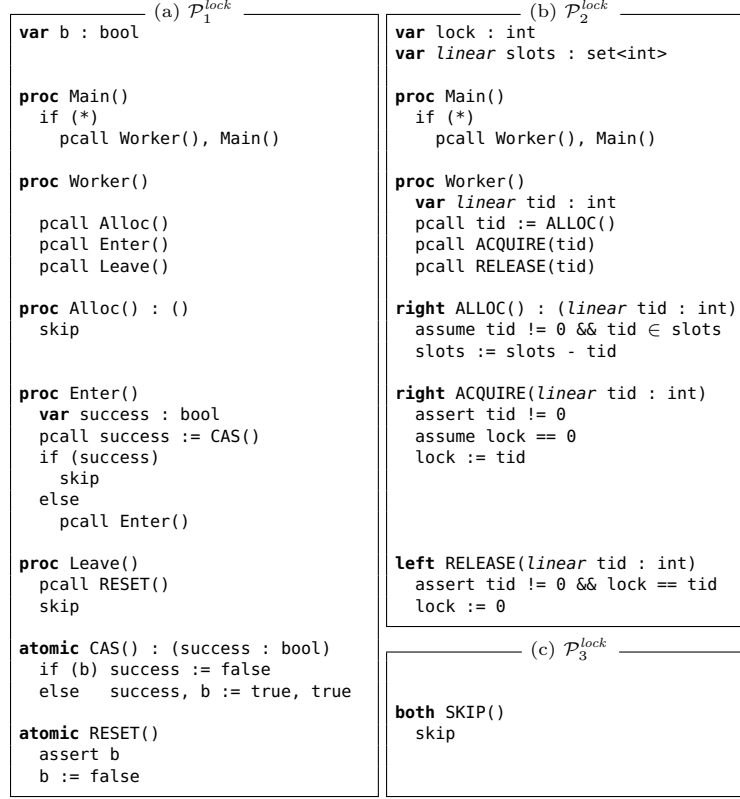 (a) 𝒫₁ˡᵒᶜᵏ
var b : bool
proc Main()
if (*)
pcall Worker(), Main()
proc Worker()
pcall Alloc()
pcall Enter()
pcall Leave()
proc Alloc() : ()
skip
proc Enter()
var success : bool
pcall success := CAS()
if (success)
skip
else
pcall Enter()
proc Leave()
pcall RESET()
skip
atomic CAS() : (success : bool)
if (b) success := false
else   success, b := true, true
atomic RESET()
assert b
b := false
(b) 𝒫₂ˡᵒᶜᵏ
var lock : int
var linear slots : set<int>
proc Main()
if (*)
pcall Worker(), Main()
proc Worker()
var linear tid : int
pcall tid := ALLOC()
pcall ACQUIRE(tid)
pcall RELEASE(tid)
right ALLOC() : (linear tid : int)
assume tid != 0 && tid ∈ slots
slots := slots - tid
right ACQUIRE(linear tid : int)
assert tid != 0
assume lock == 0
lock := tid
left RELEASE(linear tid : int)
assert tid != 0 && lock == tid
lock := 0
(c) 𝒫₃ˡᵒᶜᵏ
both SKIP()
skip